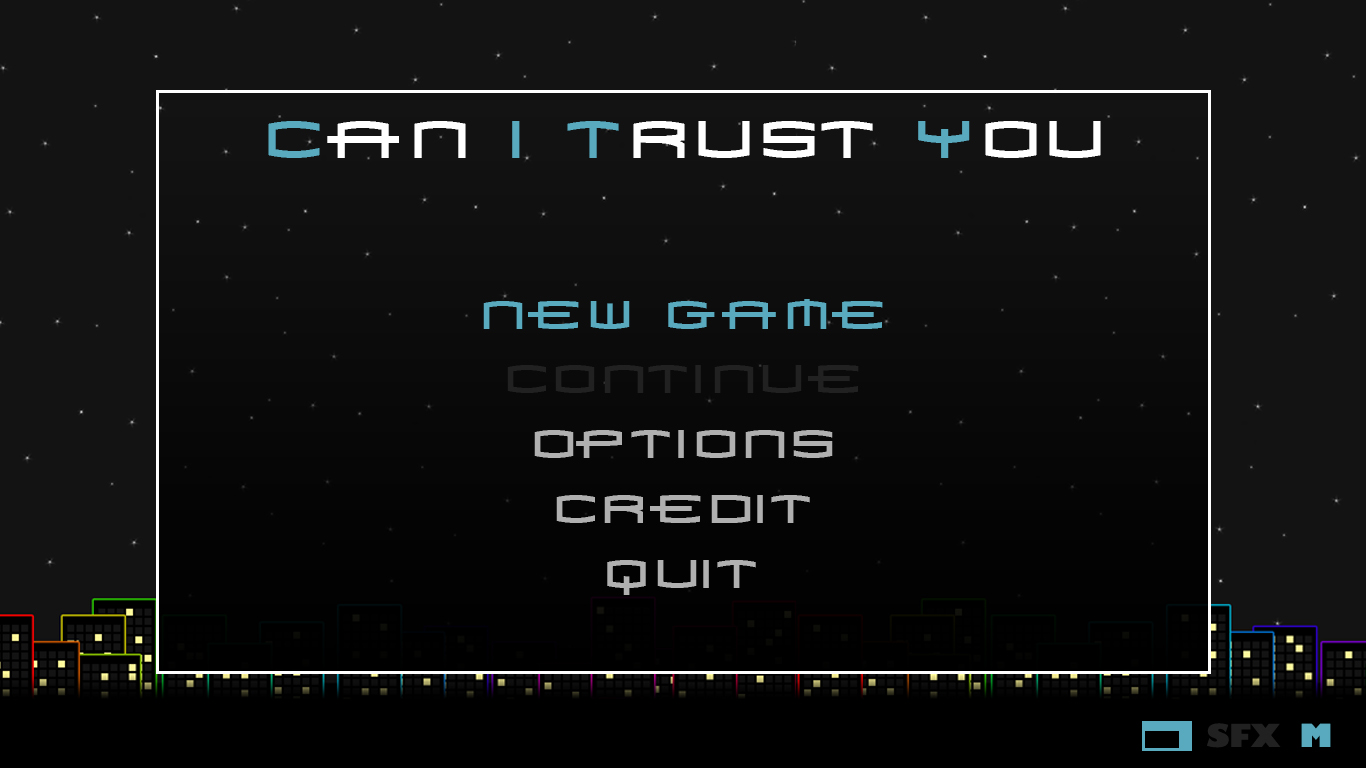 Can I Trust You
NEW GAME
CONTINUE
OPTIONS
CREDIT
QUIT
SFX M